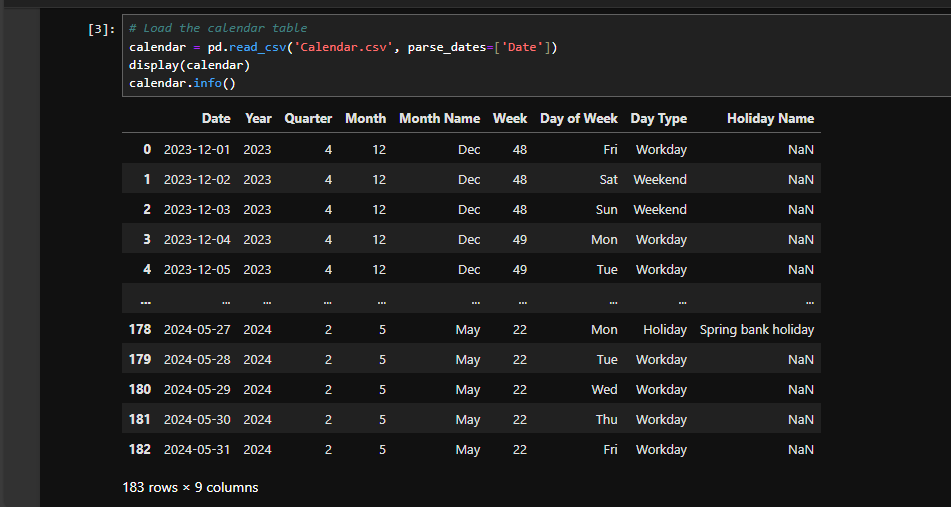 [3]: # Load the calendar table
calendar = pd.read_csv('Calendar.csv', parse_dates=['Date'])
display(calendar)
calendar.info()
Date Year Quarter Month Month Name Week Day of Week Day Type Holiday Name
0 2023-12-01 2023 4 12 Dec 48 Fri Workday NaN
1 2023-12-02 2023 4 12 Dec 48 Sat Weekend NaN
2 2023-12-03 2023 4 12 Dec 48 Sun Weekend NaN
3 2023-12-04 2023 4 12 Dec 49 Mon Workday NaN
4 2023-12-05 2023 4 12 Dec 49 Tue Workday NaN
... ... ... ... ... ... ... ... ... ...
178 2024-05-27 2024 2 5 May 22 Mon Holiday Spring bank holiday
179 2024-05-28 2024 2 5 May 22 Tue Workday NaN
180 2024-05-29 2024 2 5 May 22 Wed Workday NaN
181 2024-05-30 2024 2 5 May 22 Thu Workday NaN
182 2024-05-31 2024 2 5 May 22 Fri Workday NaN
183 rows × 9 columns